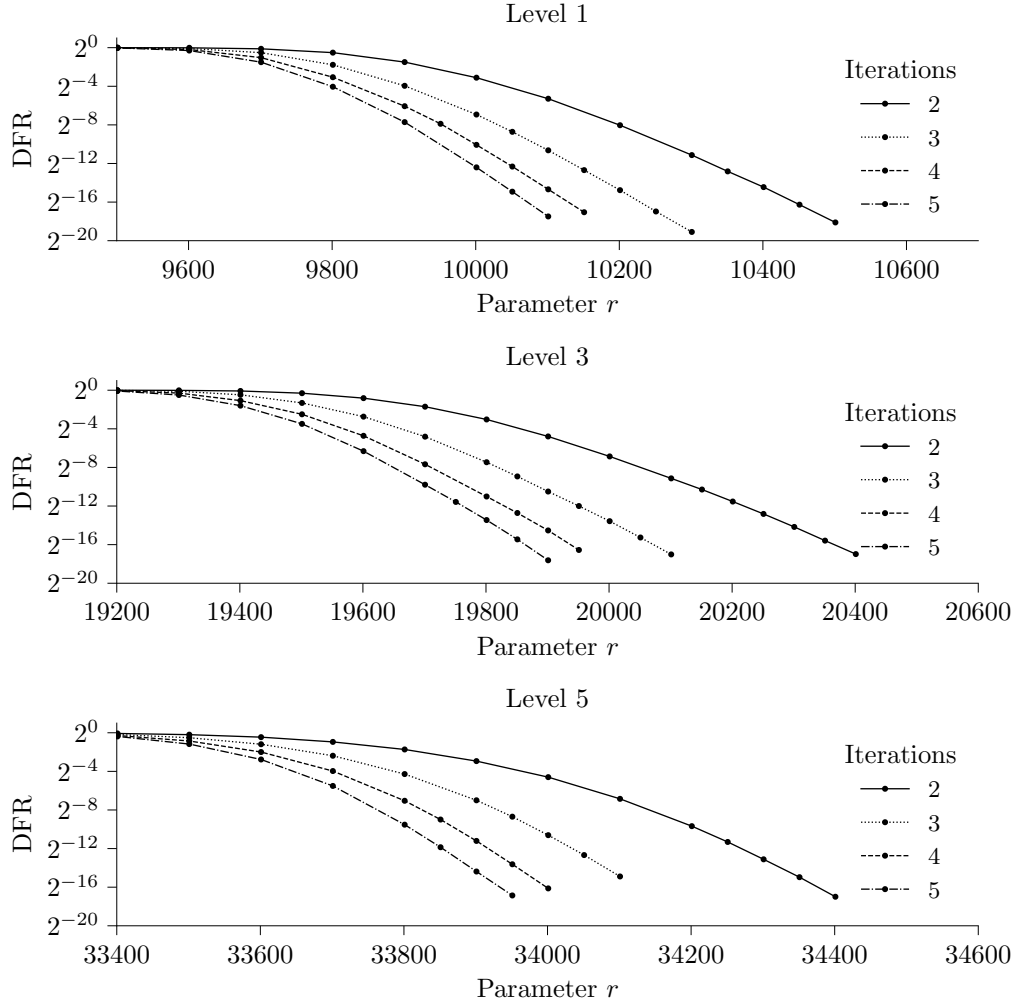 Level 1
DFR
2^0
2^−4
2^−8
2^−12
2^−16
2^−20
9600 9800 10000 10200 10400 10600
Parameter r
Iterations
2
3
4
5
Level 3
DFR
2^0
2^−4
2^−8
2^−12
2^−16
2^−20
19200 19400 19600 19800 20000 20200 20400 20600
Parameter r
Iterations
2
3
4
5
Level 5
DFR
2^0
2^−4
2^−8
2^−12
2^−16
2^−20
33400 33600 33800 34000 34200 34400 34600
Parameter r
Iterations
2
3
4
5